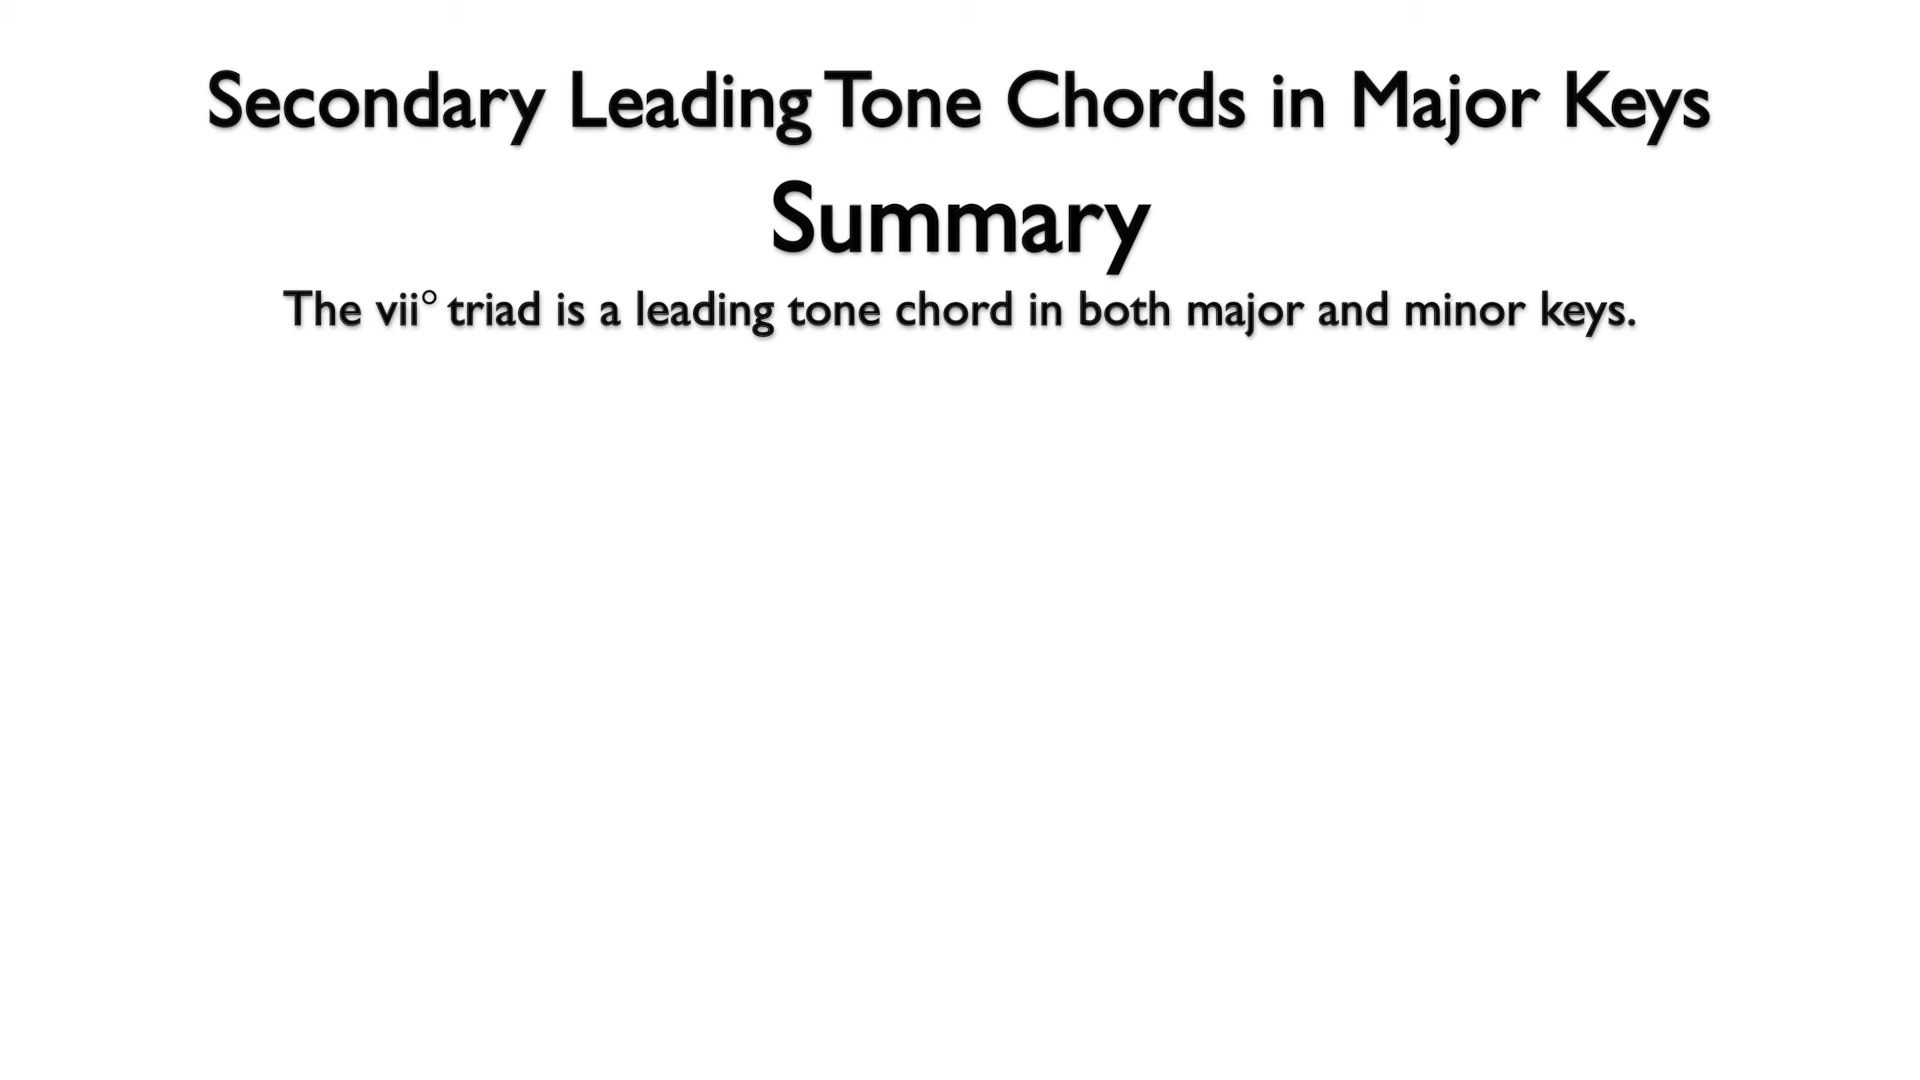 Secondary Leading Tone Chords in Major Keys
Summary
The vii° triad is a leading tone chord in both major and minor keys.